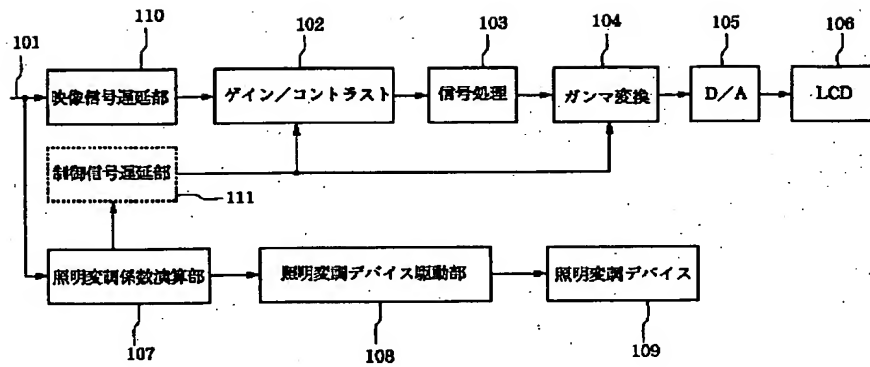 110
102
103
104
105
106
101
映像信号遅延部
ゲイン/コントラスト
信号処理
ガンマ変換
D/A
LCD
制御信号遅延部
111
照明変調係数演算部
照明変調デバイス駆動部
照明変調デバイス
107
108
109